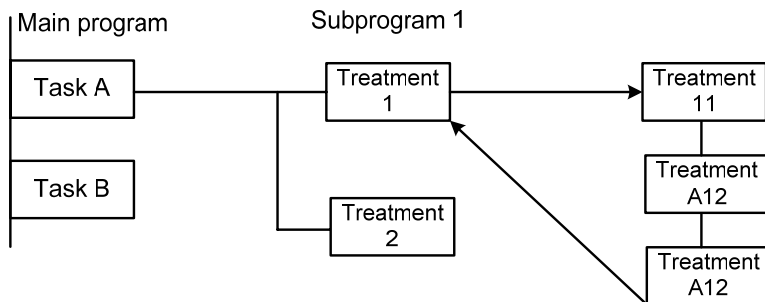 Main program
Subprogram 1
Task A
Treatment
1
Treatment
11
Task B
Treatment
A12
Treatment
2
Treatment
A12